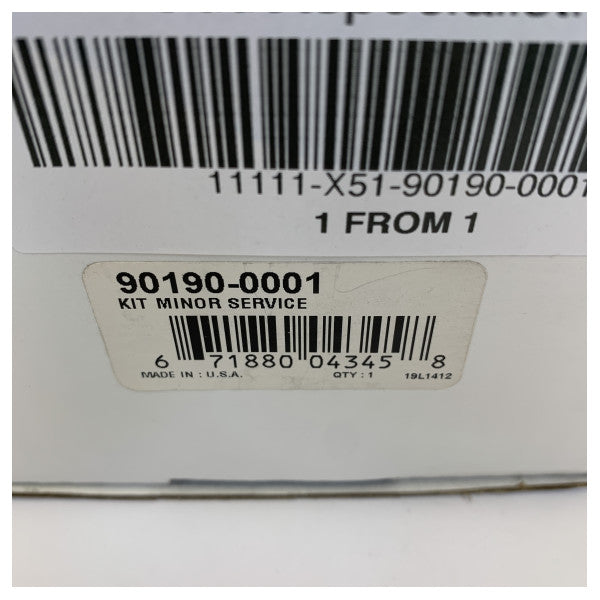 11111-X51-90190-0001
1 FROM 1
90190-0001
KIT MINOR SERVICE
6 71880 04345 8
MADE IN : U.S.A. QTY : 1 19L1412